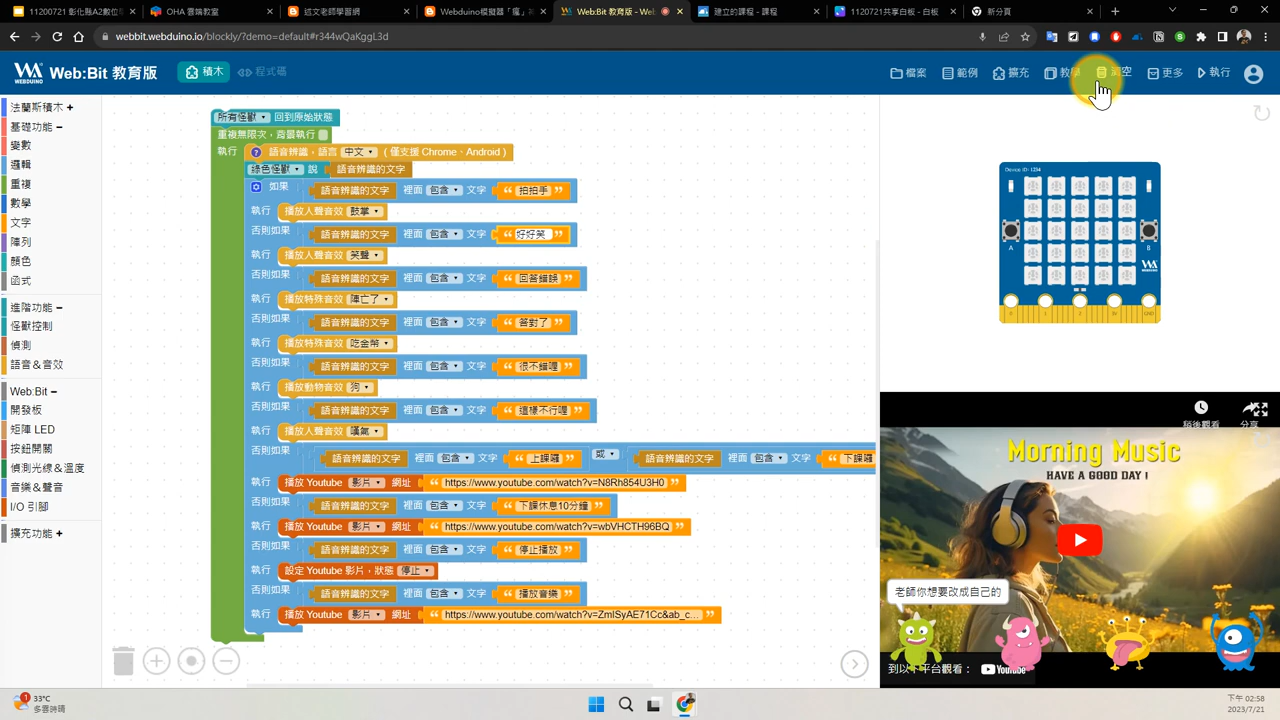 11200721 彰化縣A2數位
OHA 雲端教室
述文老師學習網
Webduino模擬器「瘋」
Web:Bit 教育版 - We
建立的課程 - 課程
1120721共享白板 - 白板
新分頁
webbit.webduino.io/blockly/?demo=default#r344wQaKggL3d
WEBDUINO
Web:Bit 教育版
積木
程式碼
檔案
範例
擴充
教學
清空
更多
執行
法蘭斯積木
基礎功能
變數
邏輯
重複
數學
文字
陣列
顏色
函式
進階功能
怪獸控制
偵測
語音＆音效
Web:Bit
開發板
矩陣 LED
按鈕開關
偵測光線＆溫度
音樂＆聲音
I/O 引腳
擴充功能
所有怪獸 回到原始狀態
重複無限次，背景執行
執行 語音辨識，語言 中文 ( 僅支援 Chrome、Android )
綠色怪獸 說 語音辨識的文字
如果 語音辨識的文字 裡面 包含 文字 “ 拍拍手 ”
執行 播放人聲音效 鼓掌
否則如果 語音辨識的文字 裡面 包含 文字 “ 好好笑 ”
執行 播放人聲音效 笑聲
否則如果 語音辨識的文字 裡面 包含 文字 “ 回答錯誤 ”
執行 播放特殊音效 陣亡了
否則如果 語音辨識的文字 裡面 包含 文字 “ 答對了 ”
執行 播放特殊音效 吃金幣
否則如果 語音辨識的文字 裡面 包含 文字 “ 很不錯喔 ”
執行 播放動物音效 狗
否則如果 語音辨識的文字 裡面 包含 文字 “ 這樣不行喔 ”
執行 播放人聲音效 嘆氣
否則如果 語音辨識的文字 裡面 包含 文字 “ 上課囉 ” 或 語音辨識的文字 裡面 包含 文字 “ 下課囉
執行 播放 Youtube 影片 網址 “ https://www.youtube.com/watch?v=N8Rh854U3H0 ”
否則如果 語音辨識的文字 裡面 包含 文字 “ 下課休息10分鐘 ”
執行 播放 Youtube 影片 網址 “ https://www.youtube.com/watch?v=wbVHCTH96BQ ”
否則如果 語音辨識的文字 裡面 包含 文字 “ 停止播放 ”
執行 設定 Youtube 影片，狀態 停止
否則如果 語音辨識的文字 裡面 包含 文字 “ 播放音樂 ”
執行 播放 Youtube 影片 網址 “ https://www.youtube.com/watch?v=ZmISyAE71Cc&ab_c... ”
Device ID: 1234
A
B
0 1 2 3V GND
稍後觀看
分享
Morning Music
HAVE A GOOD DAY !
老師你想要改成自己的
到以下平台觀看：
YouTube
1
33°C
多雲時晴
下午 02:58
2023/7/21